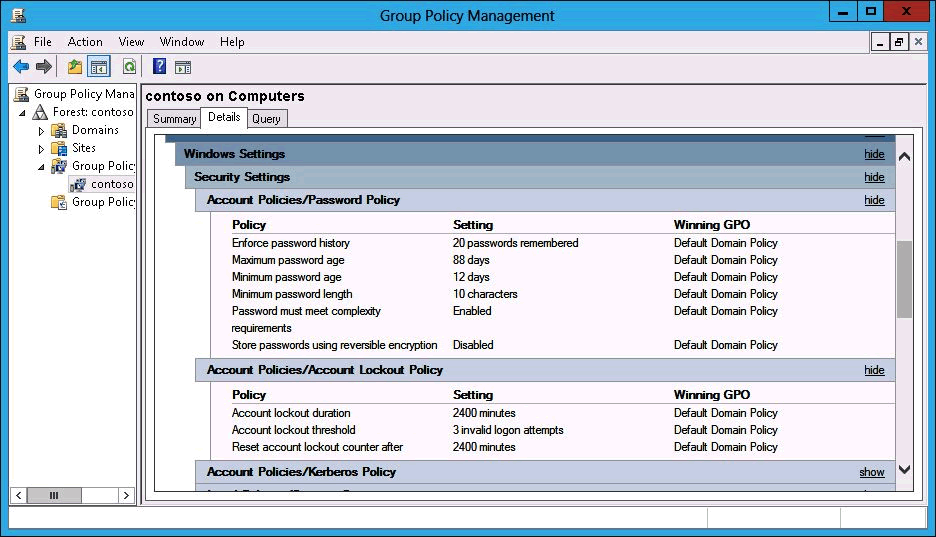 Group Policy Management
File Action View Window Help
Group Policy Mana
Forest: contoso
Domains
Sites
Group Policy
contoso
Group Policy
contoso on Computers
Summary Details Query
Windows Settings hide
Security Settings hide
Account Policies/Password Policy hide
Policy Setting Winning GPO
Enforce password history 20 passwords remembered Default Domain Policy
Maximum password age 88 days Default Domain Policy
Minimum password age 12 days Default Domain Policy
Minimum password length 10 characters Default Domain Policy
Password must meet complexity Enabled Default Domain Policy
requirements
Store passwords using reversible encryption Disabled Default Domain Policy
Account Policies/Account Lockout Policy hide
Policy Setting Winning GPO
Account lockout duration 2400 minutes Default Domain Policy
Account lockout threshold 3 invalid logon attempts Default Domain Policy
Reset account lockout counter after 2400 minutes Default Domain Policy
Account Policies/Kerberos Policy show